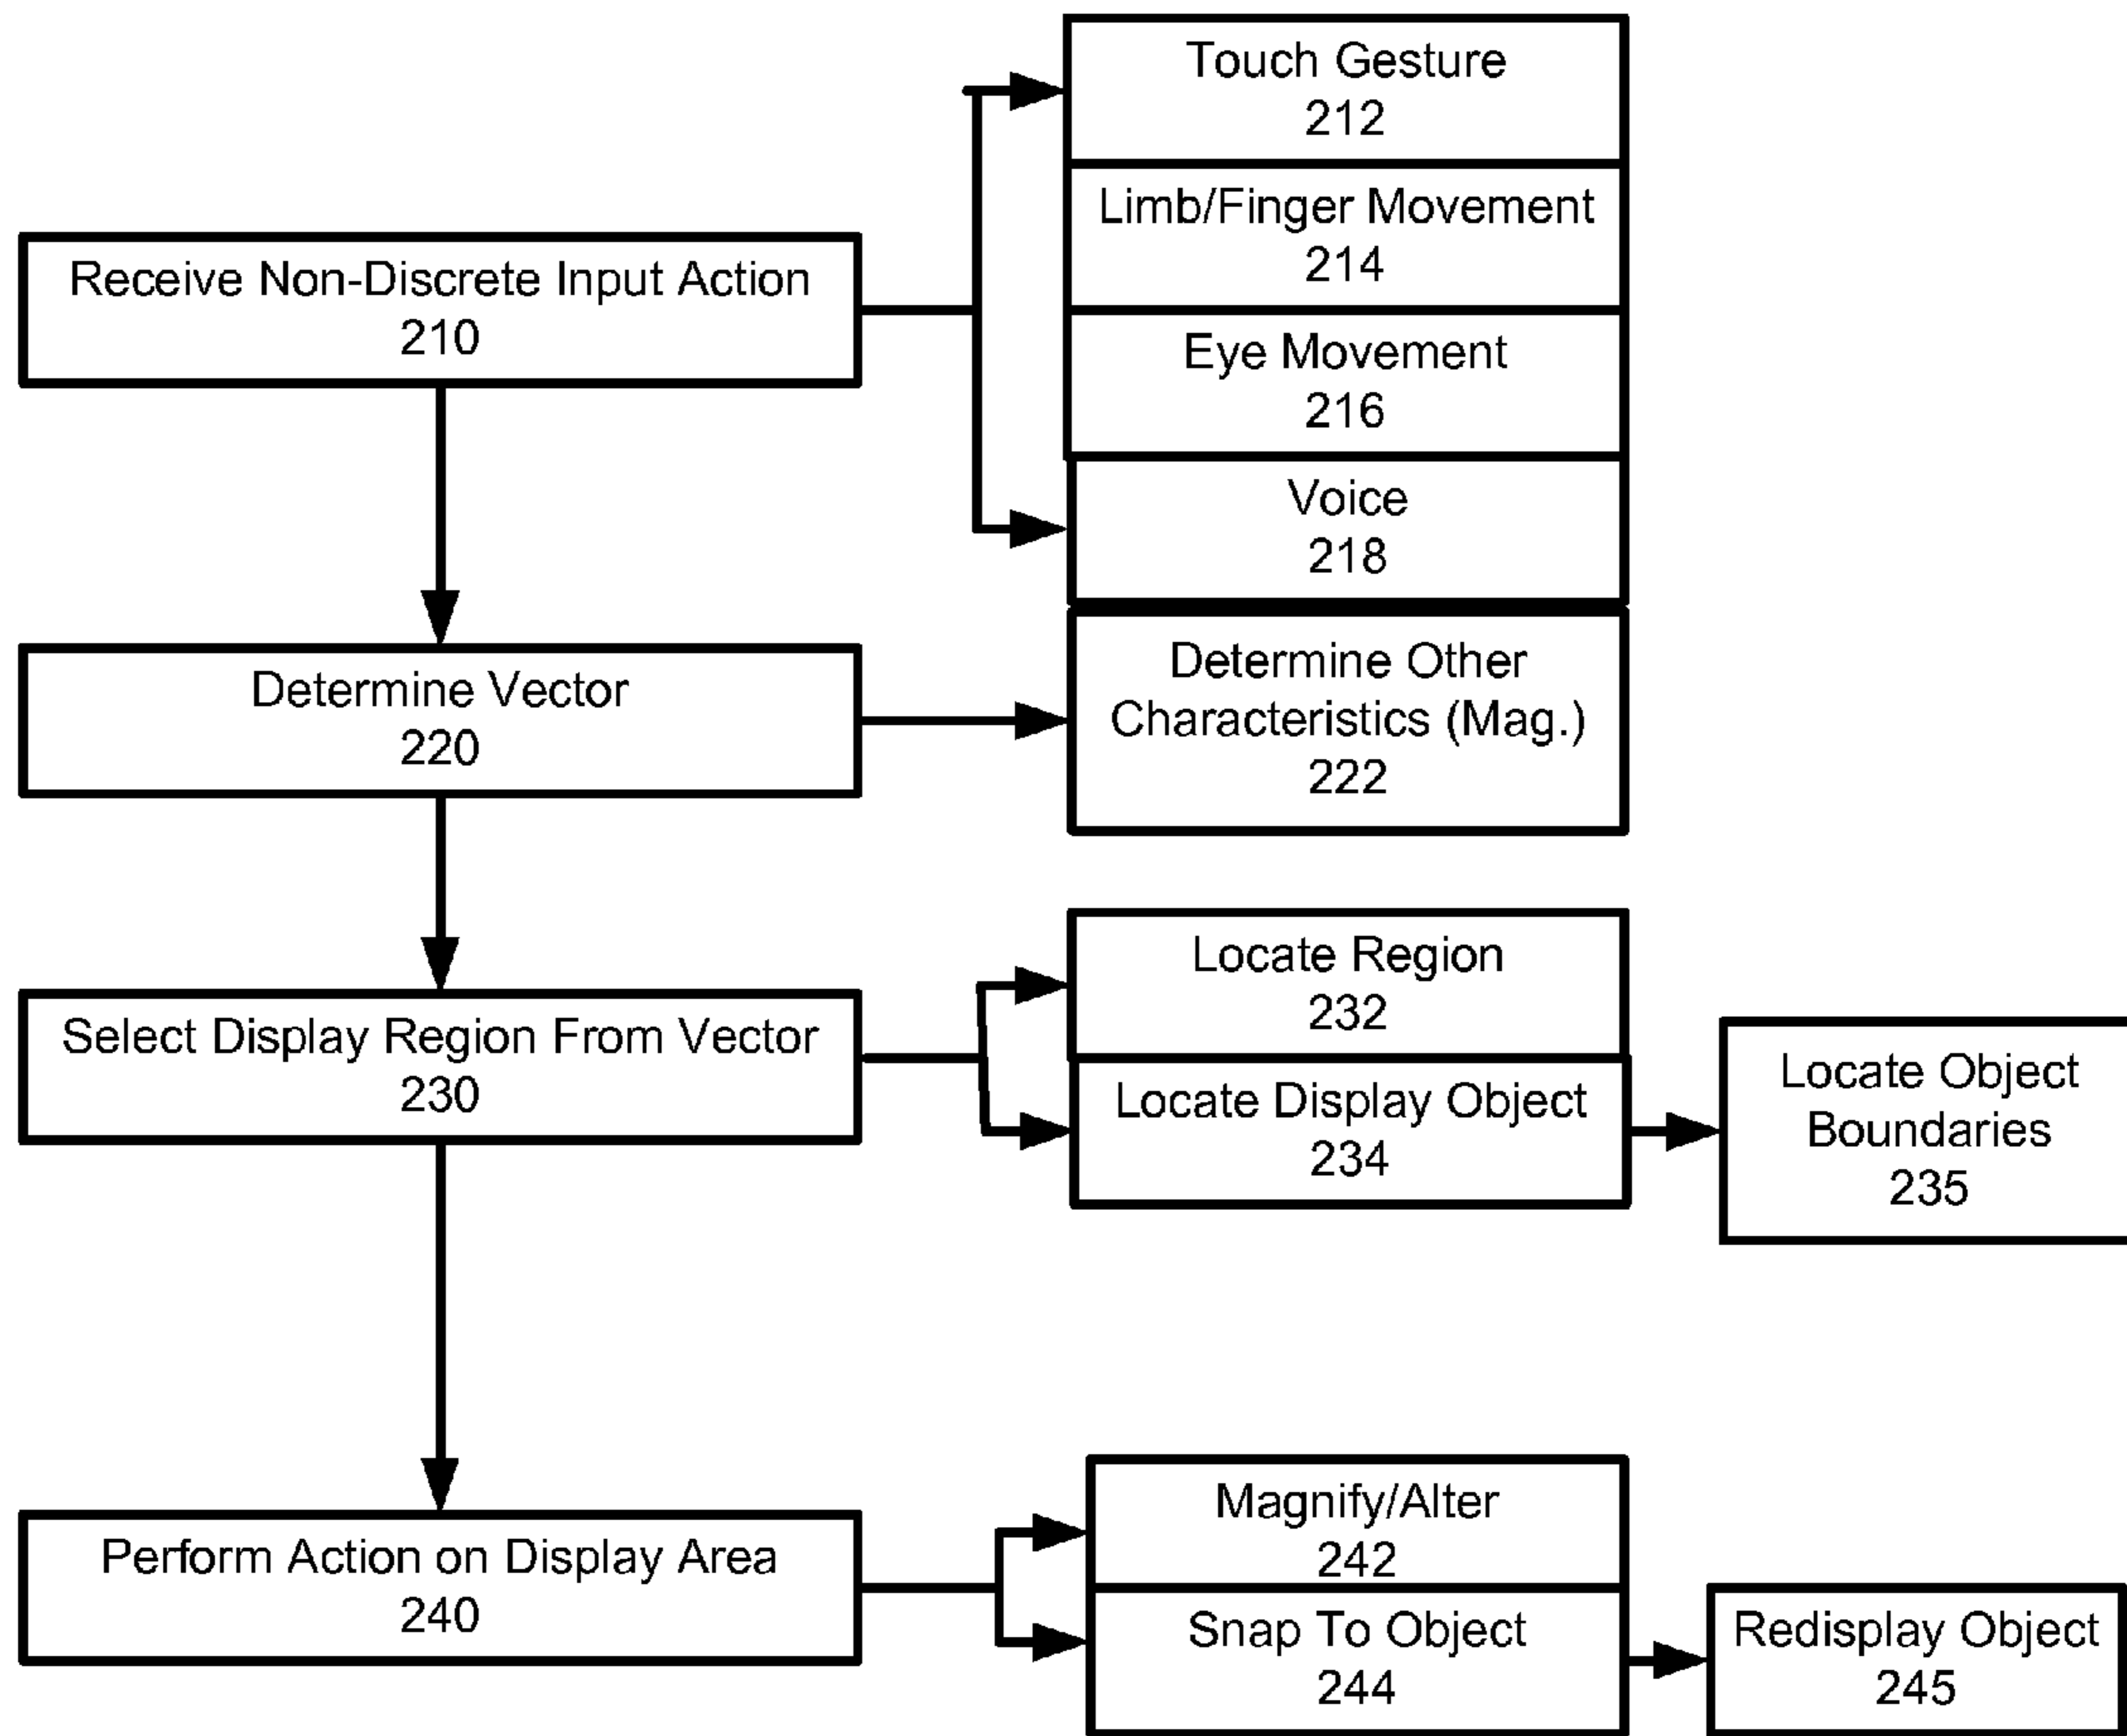 Touch Gesture
212
Limb/Finger Movement
214
Receive Non-Discrete Input Action
210
Eye Movement
216
Voice
218
Determine Vector
220
Determine Other
Characteristics (Mag.)
222
Select Display Region From Vector
230
Locate Region
232
Locate Display Object
234
Locate Object
Boundaries
235
Perform Action on Display Area
240
Magnify/Alter
242
Snap To Object
244
Redisplay Object
245